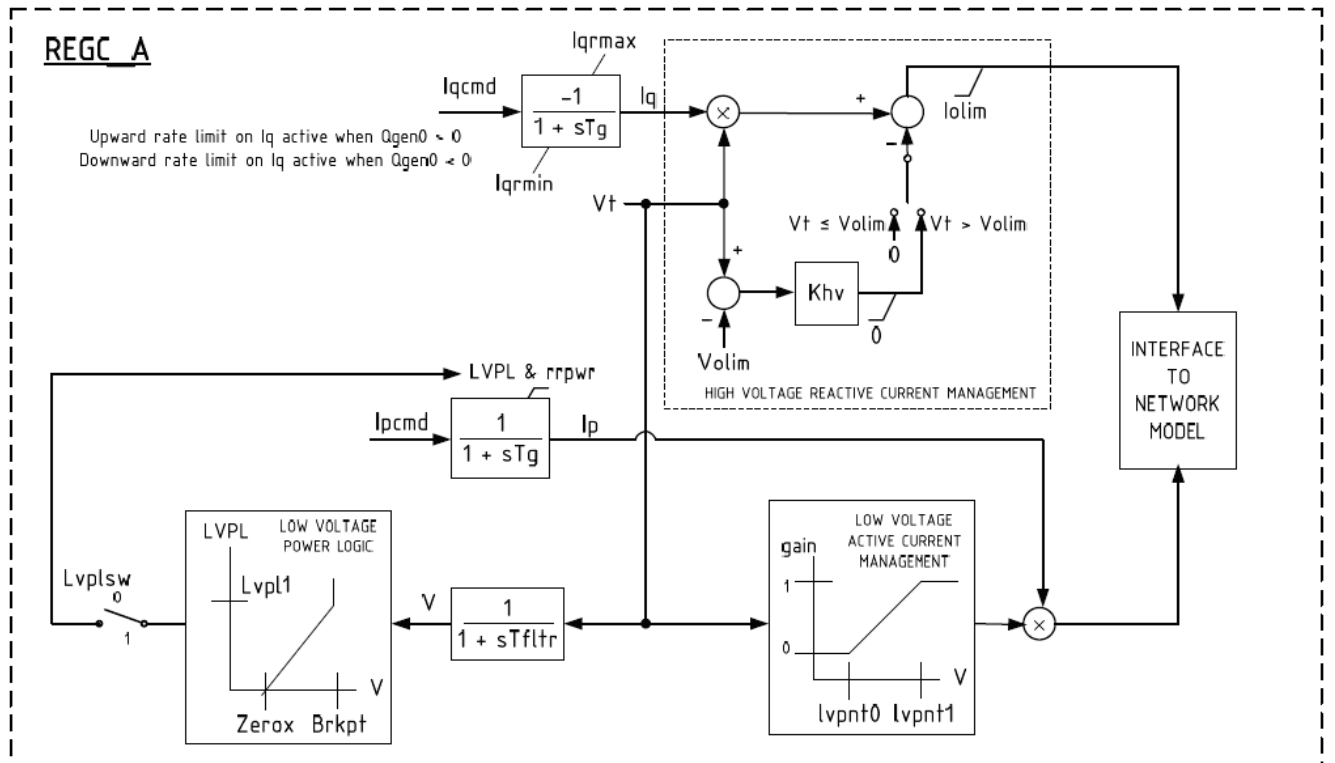 REGC_A
Iqrmax
Iqcmd
-1
1 + sTg
Iq
Iqrmin
Upward rate limit on Iq active when Qgen0 > 0
Downward rate limit on Iq active when Qgen0 < 0
×
+
-
Iolim
Vt
Vt ≤ Volim
Vt > Volim
0
+
-
Khv
0
Volim
HIGH VOLTAGE REACTIVE CURRENT MANAGEMENT
INTERFACE
TO
NETWORK
MODEL
LVPL & rrpwr
Ipcmd
1
1 + sTg
Ip
LVPL
LOW VOLTAGE
POWER LOGIC
Lvpl1
V
Zerox Brkpt
Lvplsw
0
1
V
1
1 + sTfltr
LOW VOLTAGE
ACTIVE CURRENT
MANAGEMENT
gain
1
0
V
lvpnt0 lvpnt1
×